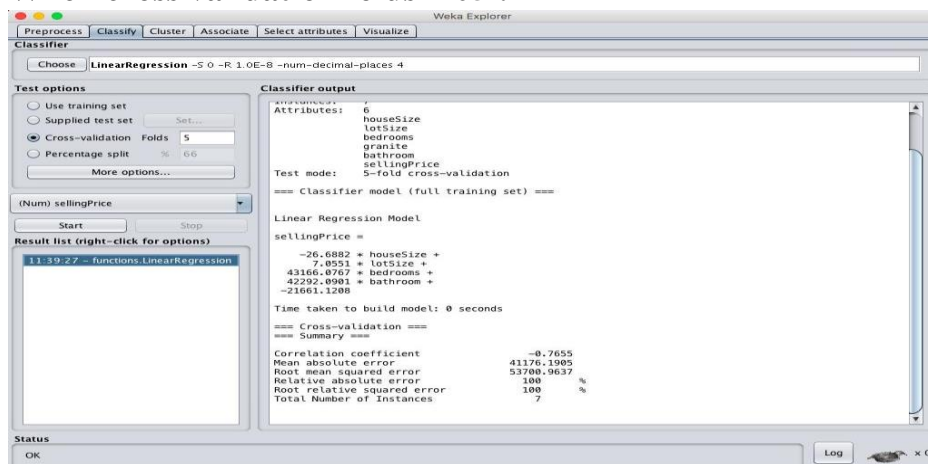 Weka Explorer
Preprocess Classify Cluster Associate Select attributes Visualize
Classifier
Choose LinearRegression -S 0 -R 1.0E-8 -num-decimal-places 4
Test options
Use training set
Supplied test set Set...
Cross-validation Folds 5
Percentage split % 66
More options...
(Num) sellingPrice
Start Stop
Result list (right-click for options)
11:39:27 - functions.LinearRegression
Classifier output
Attributes: 6
houseSize
lotSize
bedrooms
granite
bathroom
sellingPrice
Test mode: 5-fold cross-validation
=== Classifier model (full training set) ===
Linear Regression Model
sellingPrice =
-26.6882 * houseSize +
7.0551 * lotSize +
43166.0767 * bedrooms +
42292.0901 * bathroom +
-21661.1208
Time taken to build model: 0 seconds
=== Cross-validation ===
=== Summary ===
Correlation coefficient -0.7655
Mean absolute error 41176.1905
Root mean squared error 53700.9637
Relative absolute error 100 %
Root relative squared error 100 %
Total Number of Instances 7
Status
OK
Log